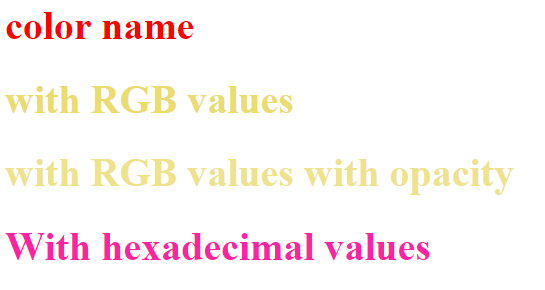 color name
with RGB values
with RGB values with opacity
With hexadecimal values